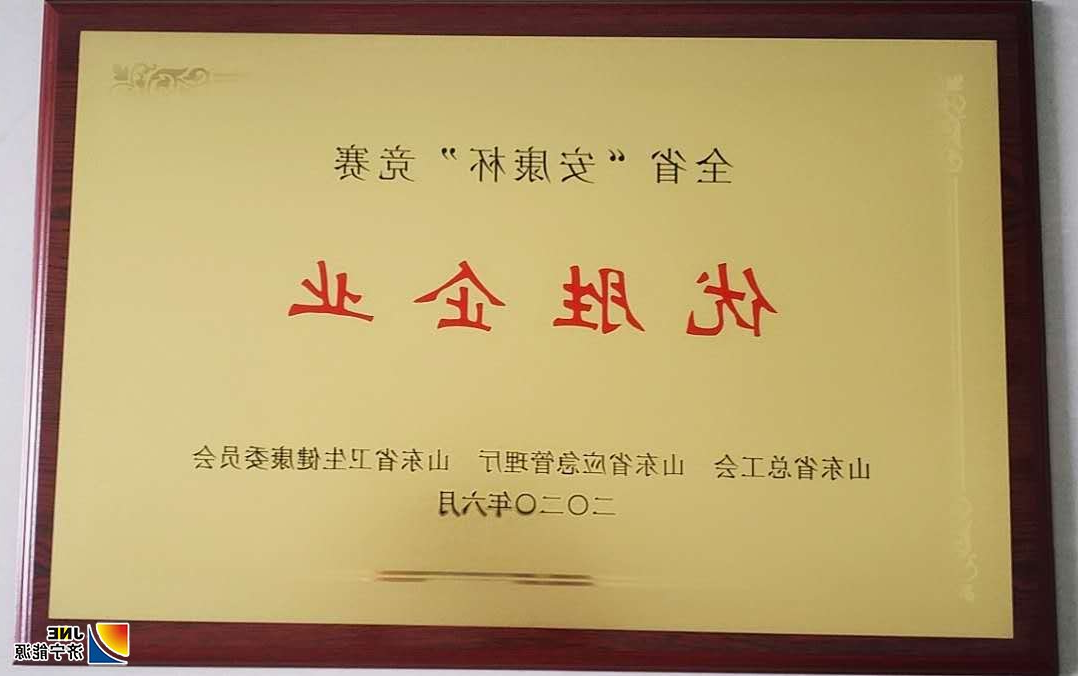 全省“安康杯”竞赛
优胜企业
山东省总工会 山东省应急管理厅 山东省卫生健康委员会
二〇二〇年六月
JNE
济宁能源